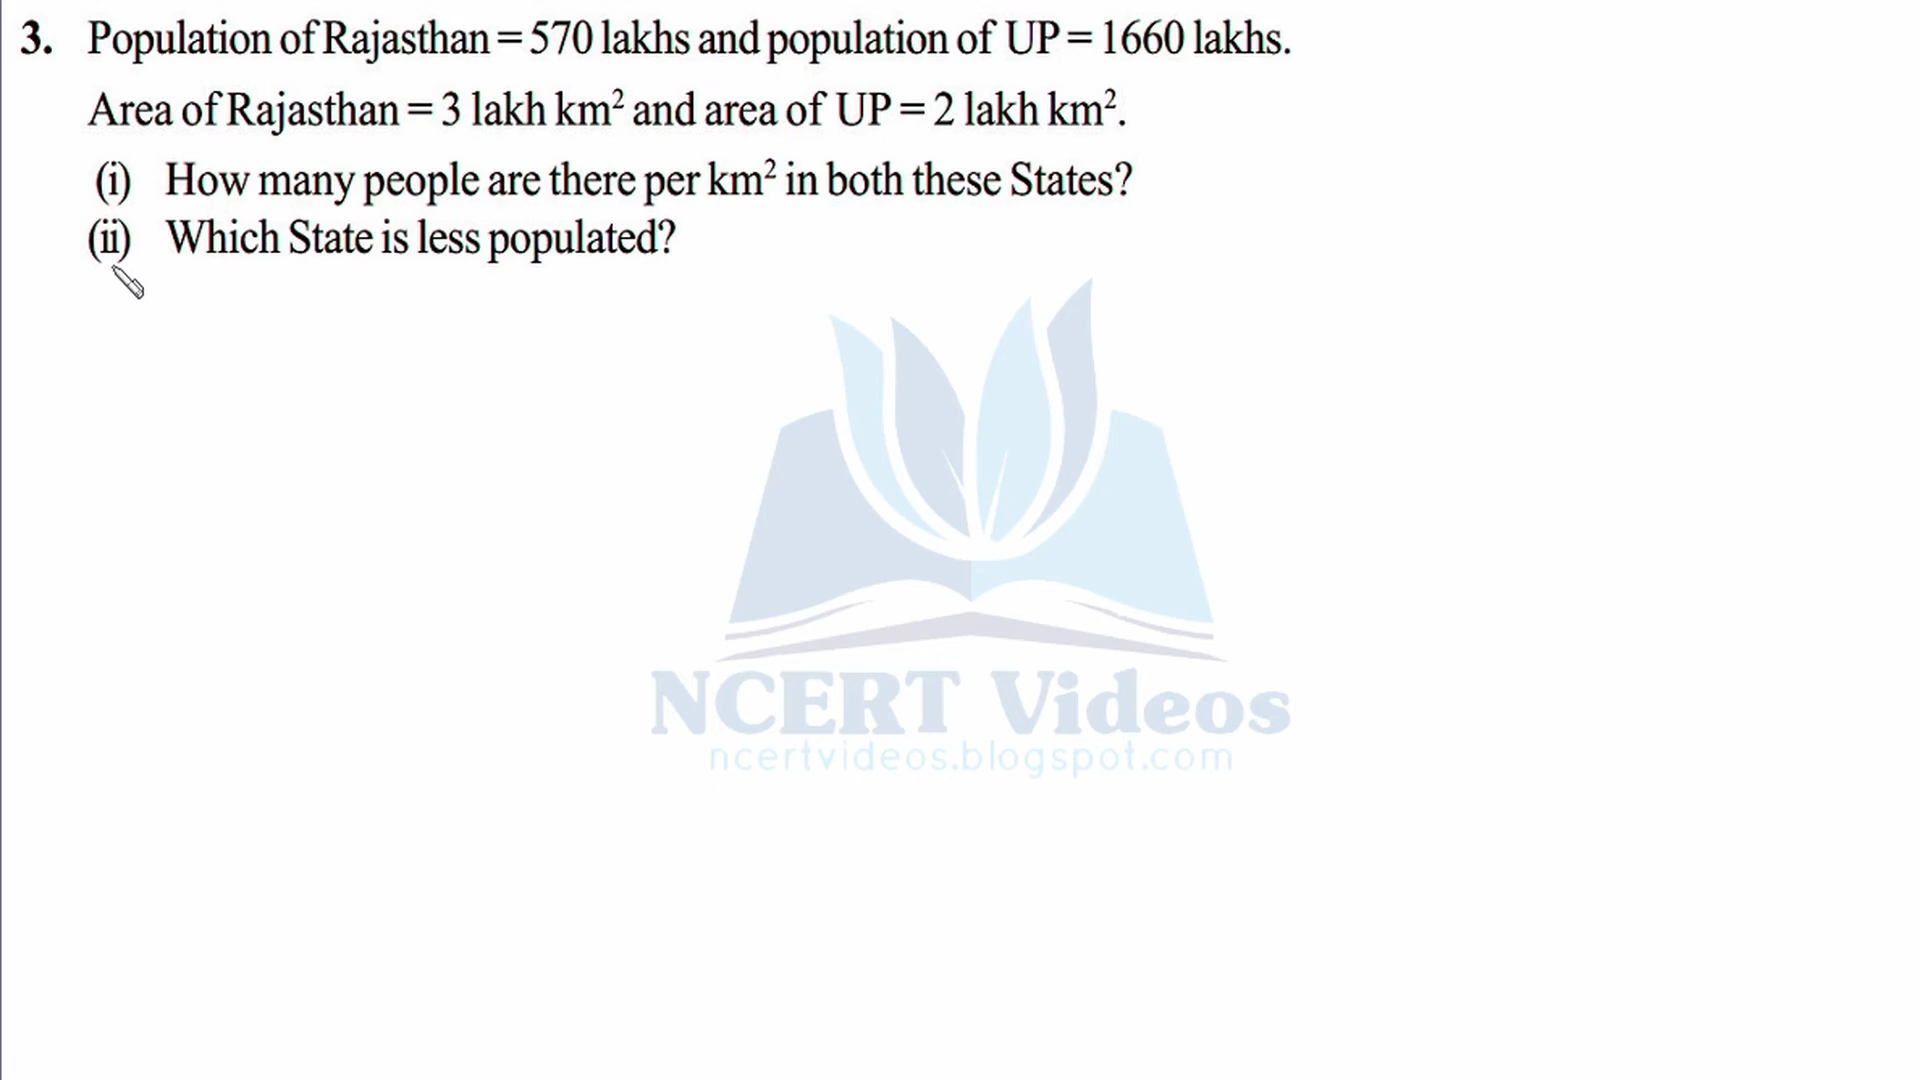 3. Population of Rajasthan = 570 lakhs and population of UP = 1660 lakhs.
Area of Rajasthan = 3 lakh km² and area of UP = 2 lakh km².
(i) How many people are there per km² in both these States?
(ii) Which State is less populated?
NCERT Videos
ncertvideos.blogspot.com